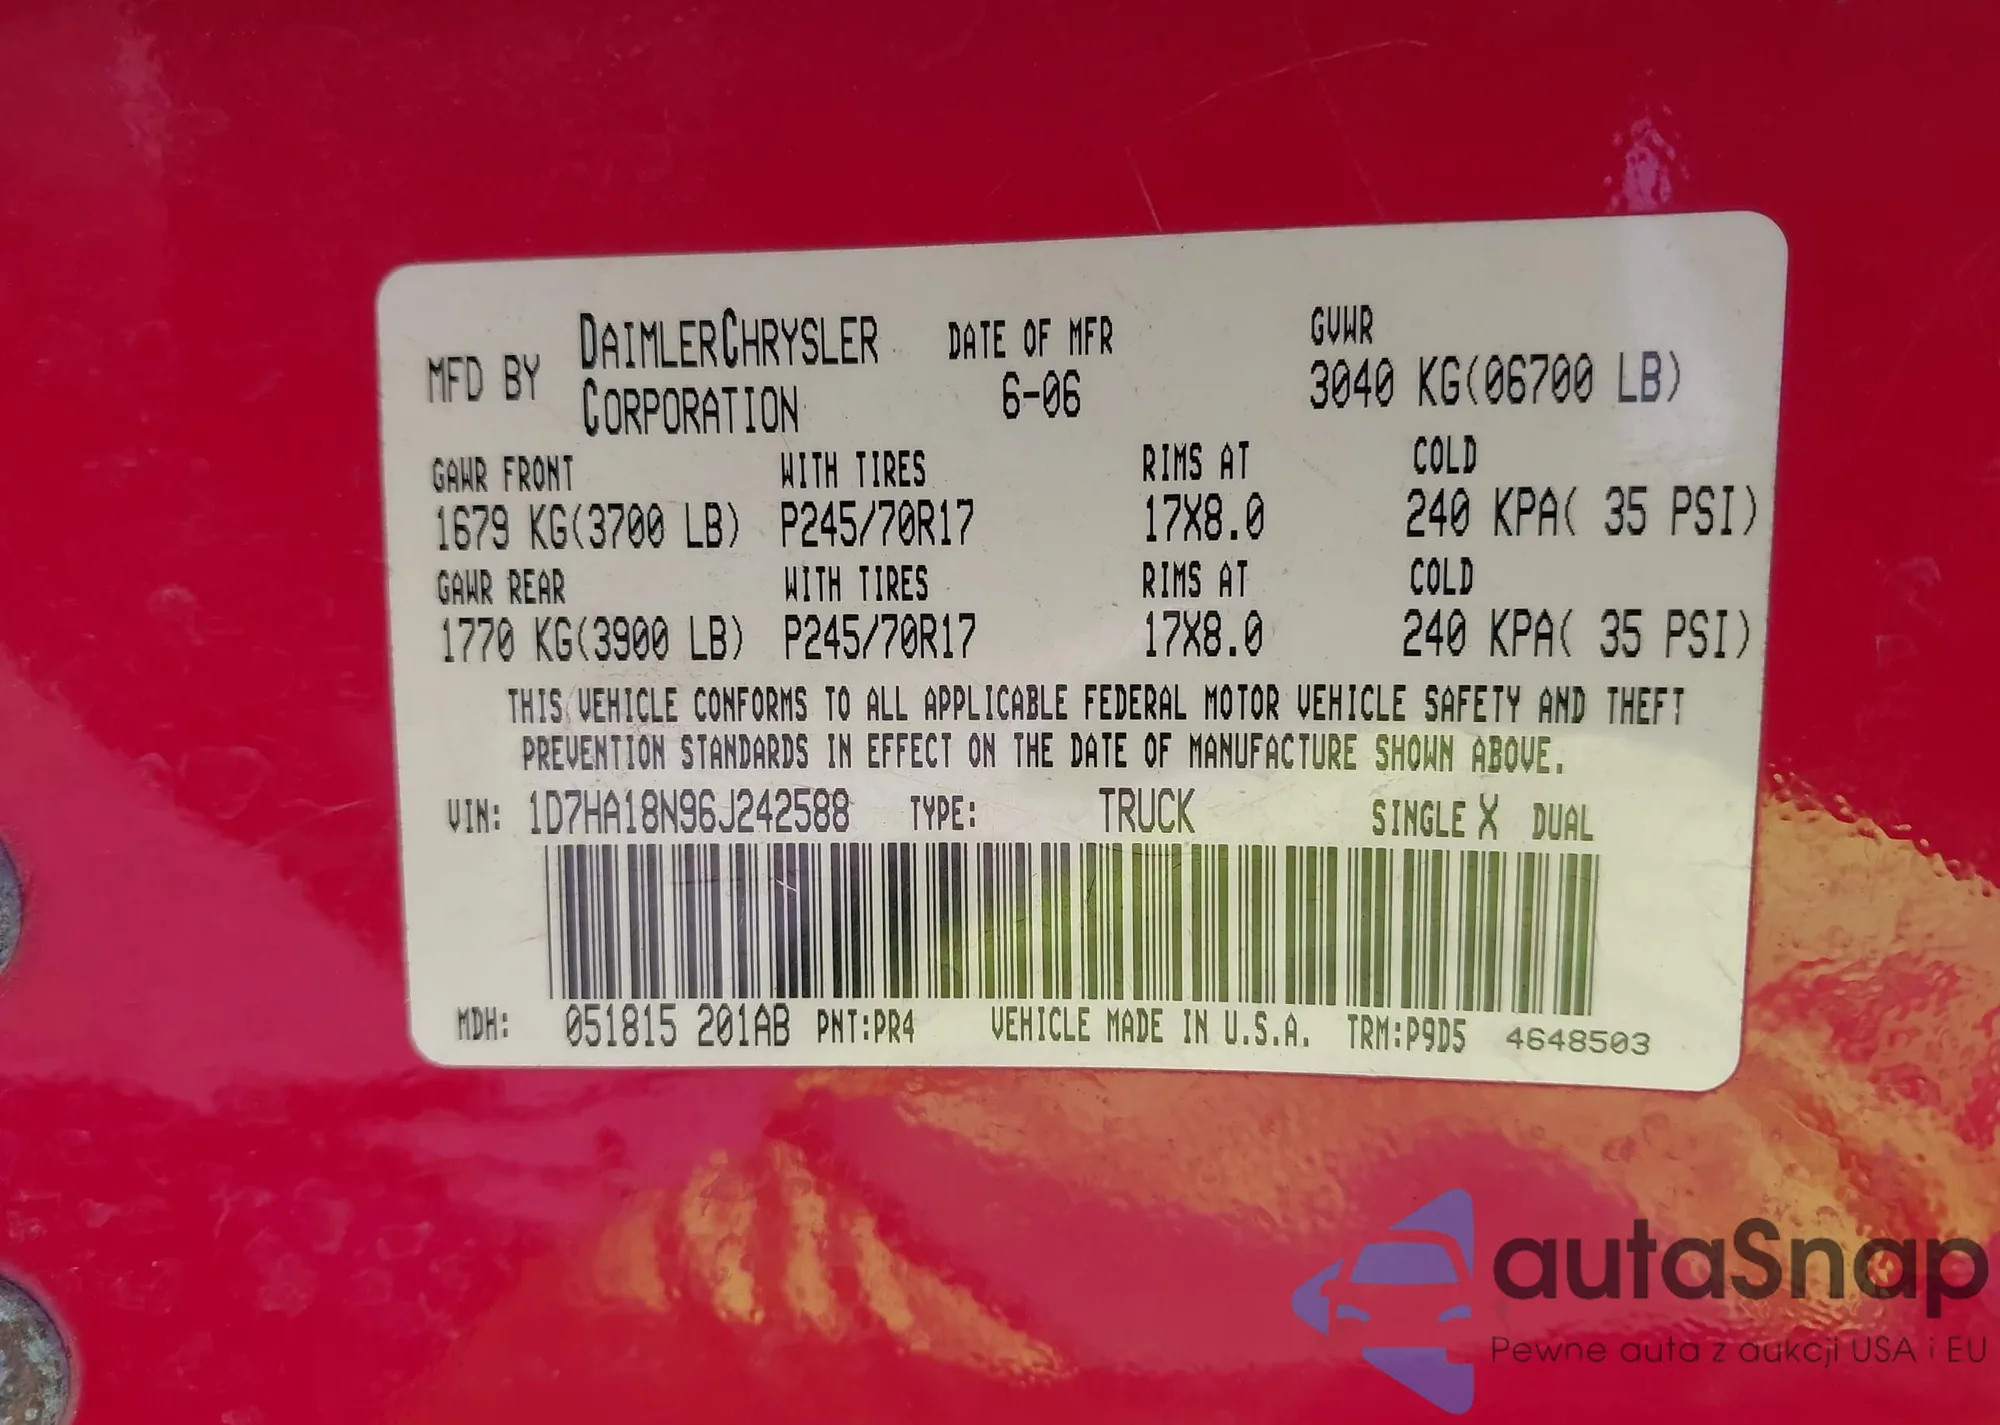 MFD BY DAIMLERCHRYSLER CORPORATION
DATE OF MFR
6-06
GVWR
3040 KG(06700 LB)
GAWR FRONT WITH TIRES RIMS AT COLD
1679 KG(3700 LB) P245/70R17 17X8.0 240 KPA( 35 PSI)
GAWR REAR WITH TIRES RIMS AT COLD
1770 KG(3900 LB) P245/70R17 17X8.0 240 KPA( 35 PSI)
THIS VEHICLE CONFORMS TO ALL APPLICABLE FEDERAL MOTOR VEHICLE SAFETY AND THEFT
PREVENTION STANDARDS IN EFFECT ON THE DATE OF MANUFACTURE SHOWN ABOVE.
VIN: 1D7HA18N96J242588 TYPE: TRUCK SINGLE X DUAL
MDH: 051815 201AB PNT:PR4 VEHICLE MADE IN U.S.A. TRM:P9D5 4648503
autaSnap
Pewne auta z aukcji USA i EU